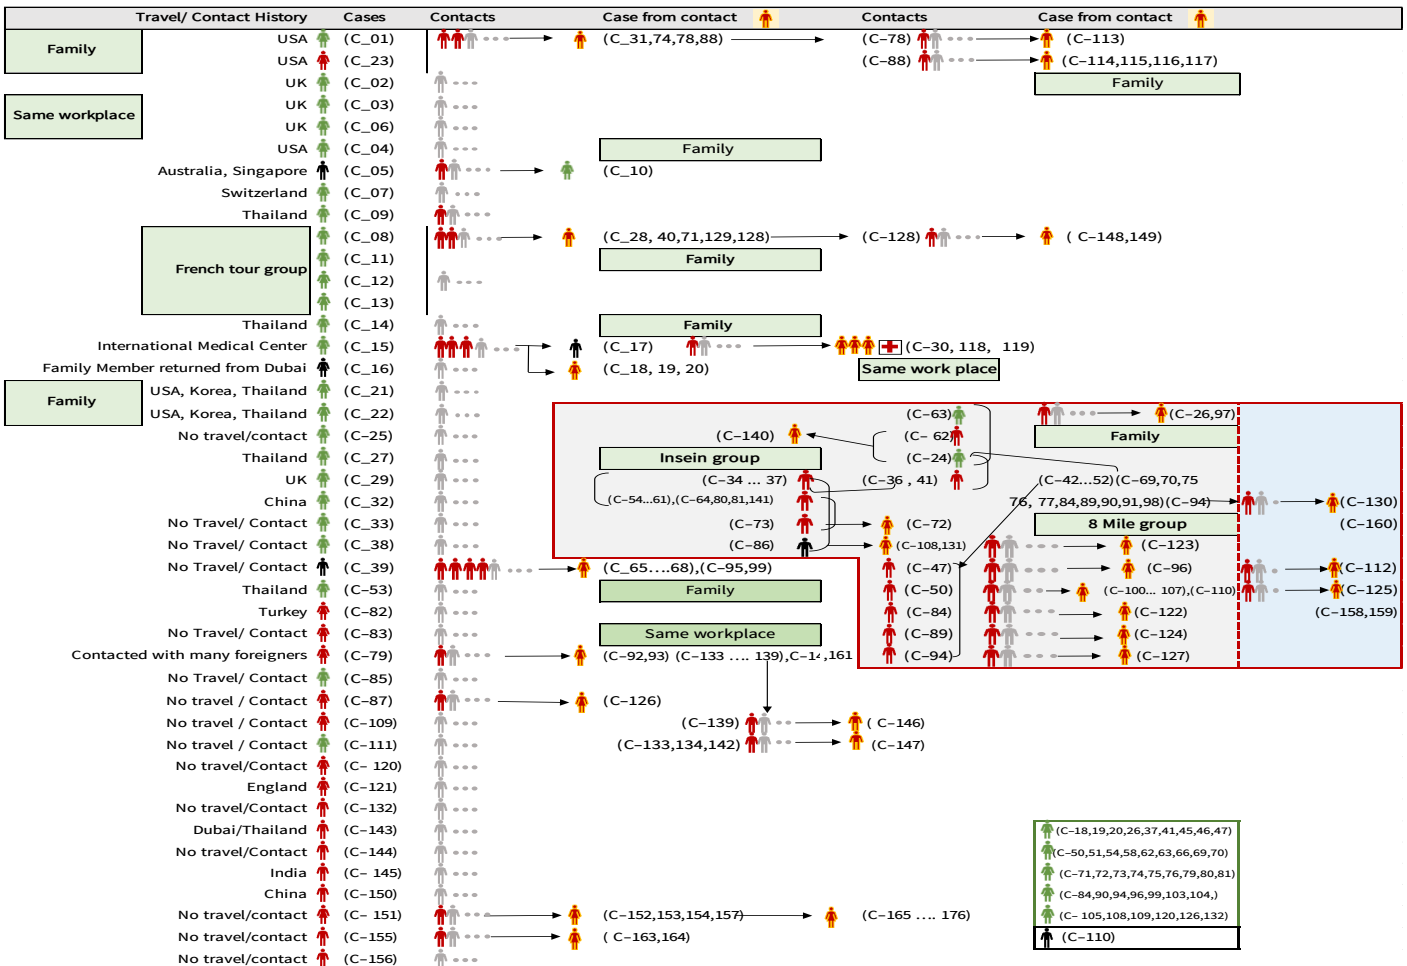 Travel/ Contact History Cases Contacts Case from contact Contacts Case from contact
Family
USA (C_01) (C_31,74,78,88) (C-78) (C-113)
USA (C_23) (C-88) (C-114,115,116,117)
UK (C_02) Family
Same workplace
UK (C_03)
UK (C_06)
USA (C_04) Family
Australia, Singapore (C_05) (C_10)
Switzerland (C_07)
Thailand (C_09)
French tour group
(C_08) (C_28, 40,71,129,128) (C-128) ( C-148,149)
(C_11) Family
(C_12)
(C_13)
Thailand (C_14) Family
International Medical Center (C_15) (C_17) (C-30, 118, 119)
Family Member returned from Dubai (C_16) (C_18, 19, 20) Same work place
Family
USA, Korea, Thailand (C_21)
USA, Korea, Thailand (C_22) (C-63) (C-26,97)
No travel/contact (C-25) (C-140) (C- 62) Family
Thailand (C_27) Insein group (C-24)
UK (C_29) (C-34 ... 37) (C-36 , 41) (C-42...52)(C-69,70,75
China (C_32) (C-54...61),(C-64,80,81,141) 76, 77,84,89,90,91,98)(C-94) (C-130)
No Travel/ Contact (C_33) (C-73) (C-72) 8 Mile group (C-160)
No Travel/ Contact (C_38) (C-86) (C-108,131) (C-123)
No Travel/ Contact (C_39) (C_65....68),(C-95,99) (C-47) (C-96) (C-112)
Thailand (C-53) Family (C-50) (C-100... 107),(C-110) (C-125)
Turkey (C-82) (C-84) (C-122) (C-158,159)
No Travel/ Contact (C-83) Same workplace (C-89) (C-124)
Contacted with many foreigners (C-79) (C-92,93) (C-133 .... 139),C-14,161 (C-94) (C-127)
No Travel/ Contact (C-85)
No travel / Contact (C-87) (C-126)
No travel / Contact (C-109) (C-139) ( C-146)
No travel / Contact (C-111) (C-133,134,142) (C-147)
No travel/Contact (C- 120)
England (C-121)
No travel/Contact (C-132)
Dubai/Thailand (C-143) (C-18,19,20,26,37,41,45,46,47)
No travel/Contact (C-144) (C-50,51,54,58,62,63,66,69,70)
India (C- 145) (C-71,72,73,74,75,76,79,80,81)
China (C-150) (C-84,90,94,96,99,103,104,)
No travel/contact (C- 151) (C-152,153,154,157) (C-165 .... 176) (C- 105,108,109,120,126,132)
No travel/contact (C-155) ( C-163,164) (C-110)
No travel/contact (C-156)